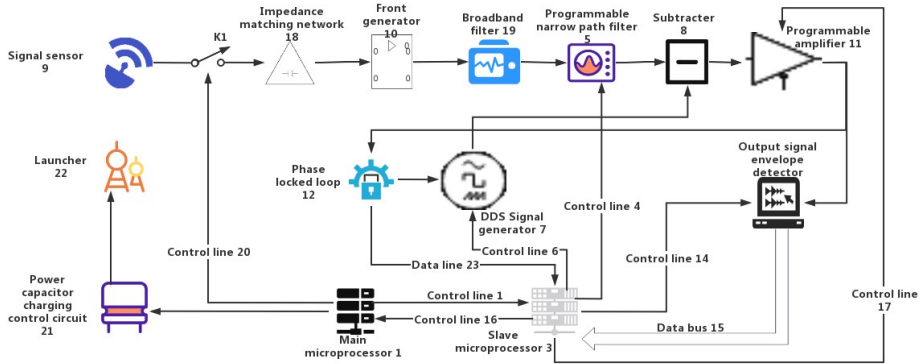 Signal sensor
9
K1
Impedance
matching network
18
Front
generator
10
Broadband
filter 19
Programmable
narrow path filter
5
Subtracter
8
Programmable
amplifier 11
Launcher
22
Phase
locked loop
12
DDS Signal
generator 7
Output signal
envelope
detector
Control line 4
Control line 20
Control line 6
Data line 23
Control line 14
Power
capacitor
charging
control circuit
21
Control line 1
Control line 16
Main
microprocessor 1
Slave
microprocessor 3
Data bus 15
Control line
17